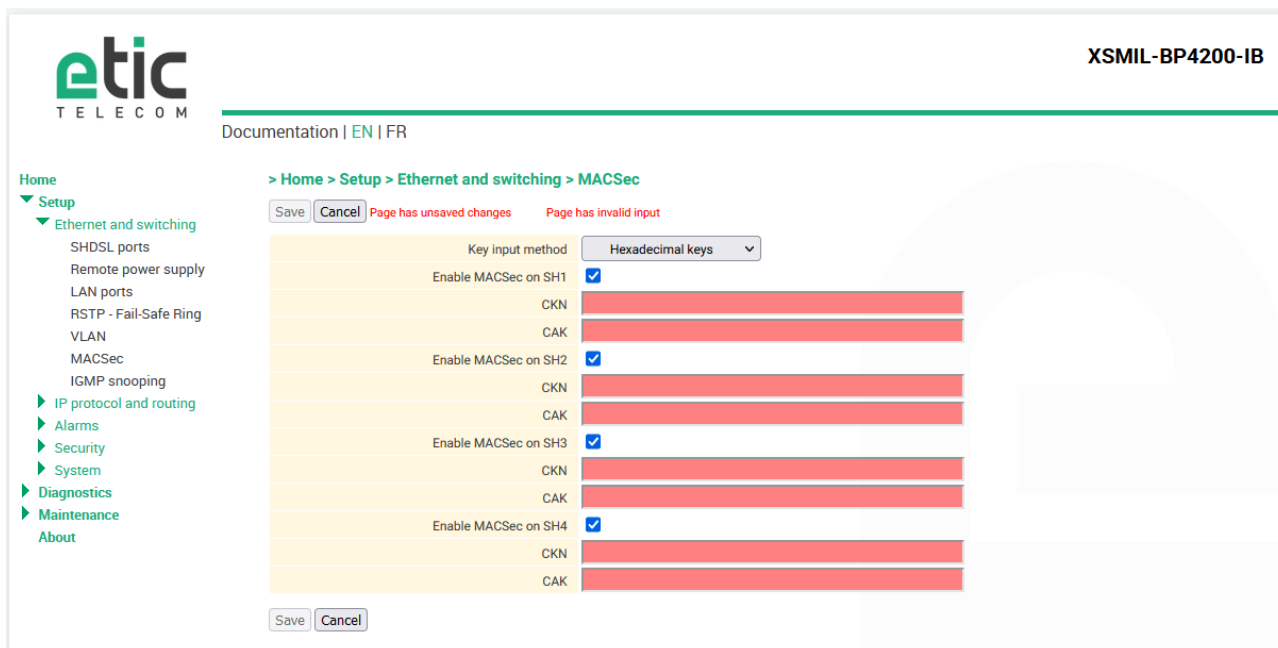 etic
TELECOM
XSMIL-BP4200-IB
Documentation | EN | FR
Home
Setup
Ethernet and switching
SHDSL ports
Remote power supply
LAN ports
RSTP - Fail-Safe Ring
VLAN
MACSec
IGMP snooping
IP protocol and routing
Alarms
Security
System
Diagnostics
Maintenance
About
> Home > Setup > Ethernet and switching > MACSec
Save Cancel Page has unsaved changes Page has invalid input
Key input method Hexadecimal keys
Enable MACSec on SH1
CKN
CAK
Enable MACSec on SH2
CKN
CAK
Enable MACSec on SH3
CKN
CAK
Enable MACSec on SH4
CKN
CAK
Save Cancel